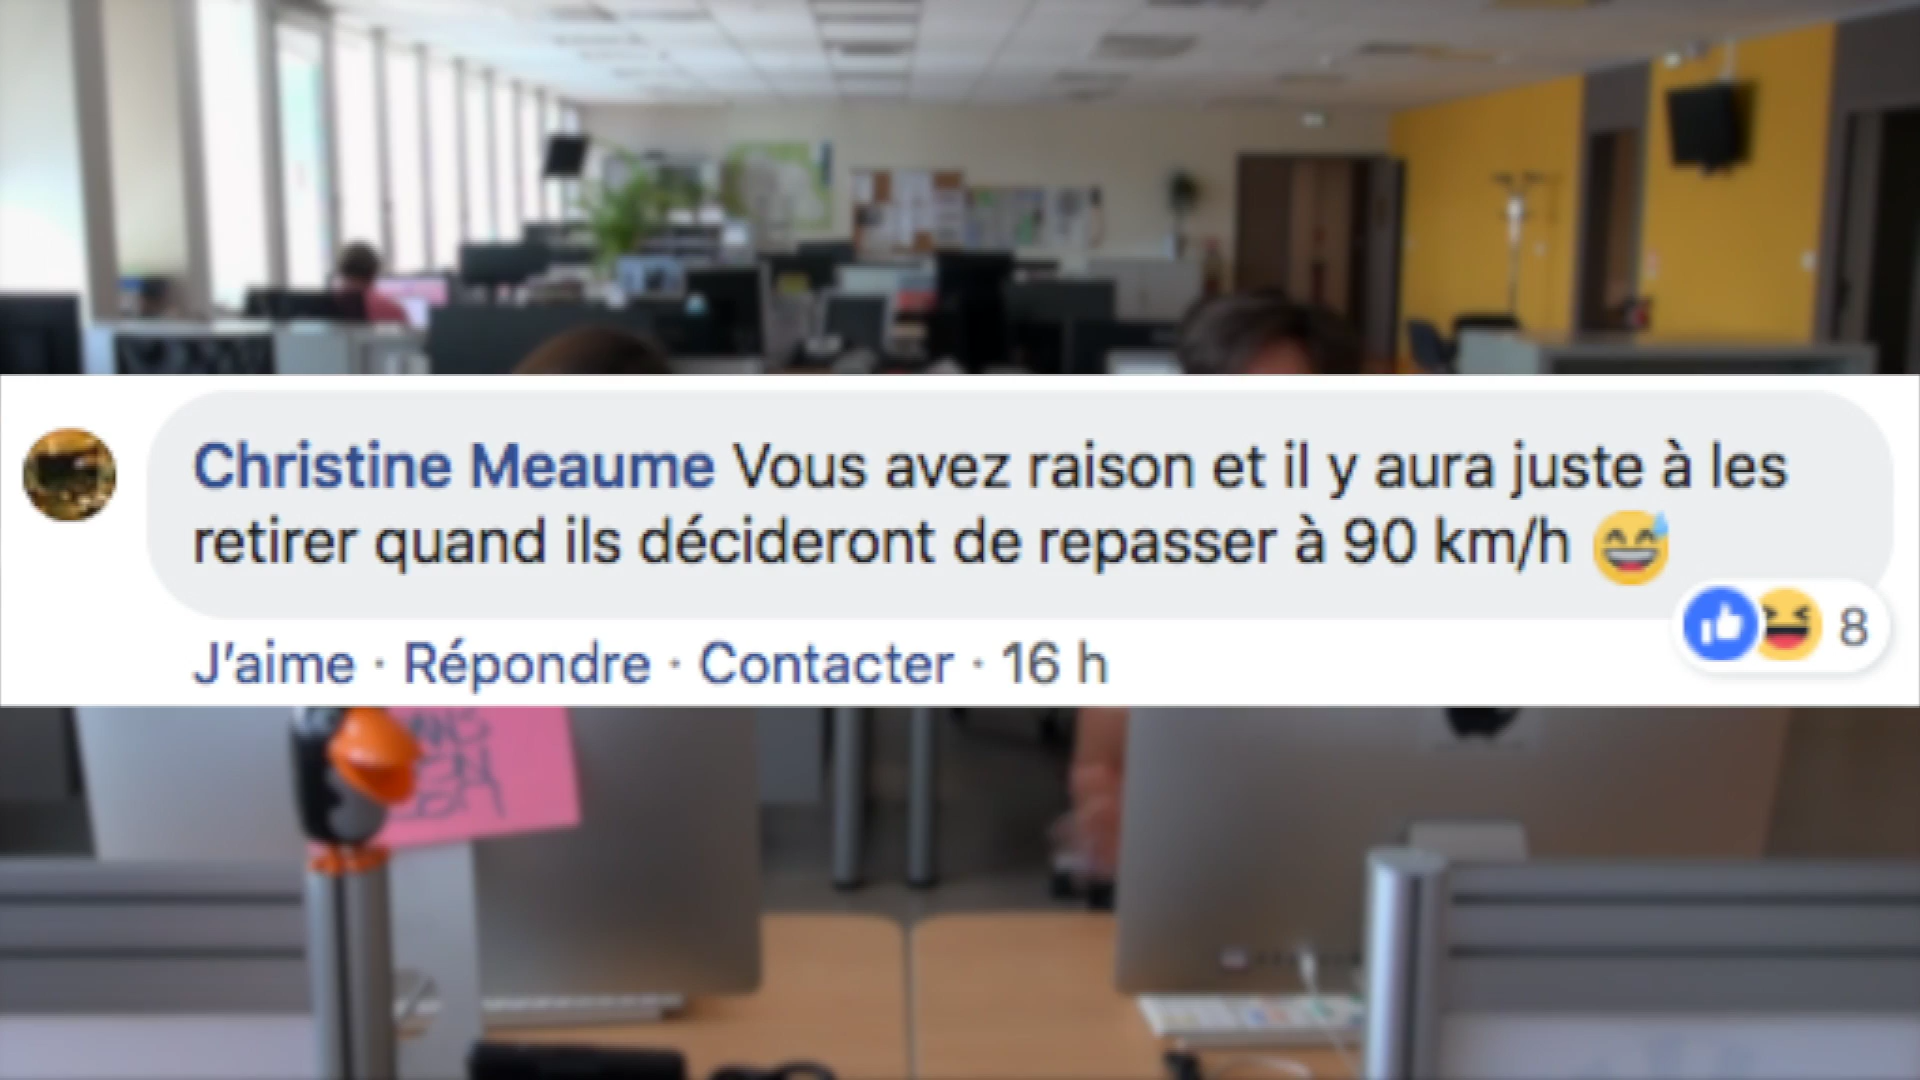 Christine Meaume Vous avez raison et il y aura juste à les
retirer quand ils décideront de repasser à 90 km/h 😅
8
J'aime · Répondre · Contacter · 16 h